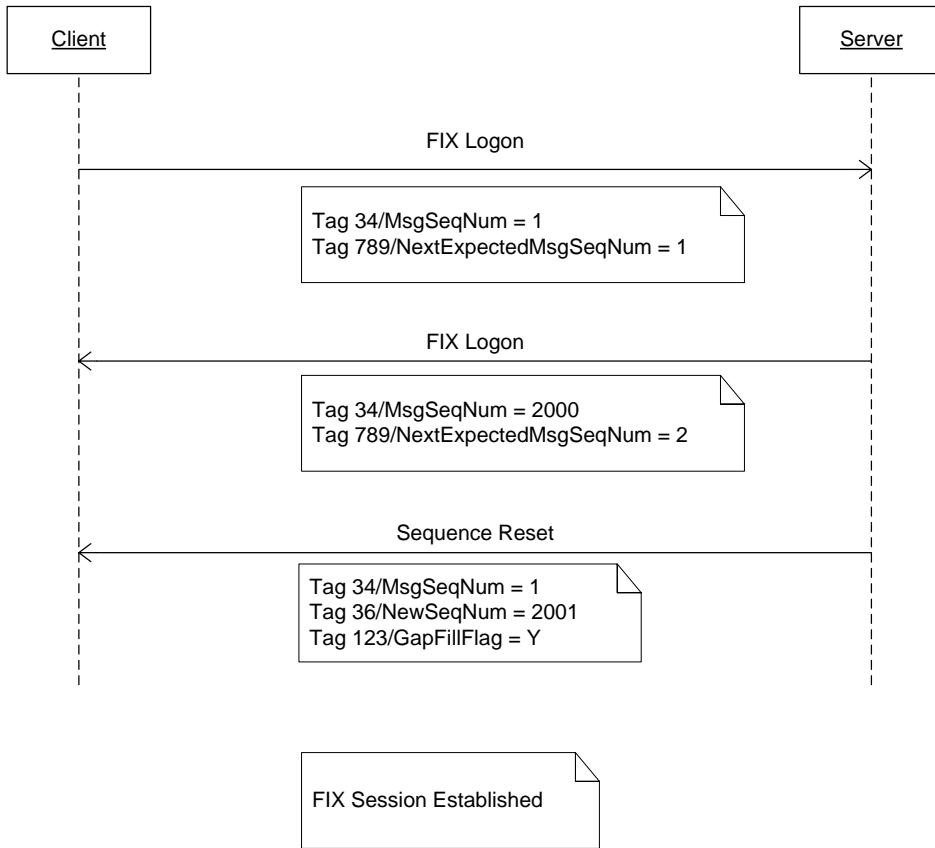 Client
Server
FIX Logon
Tag 34/MsgSeqNum = 1
Tag 789/NextExpectedMsgSeqNum = 1
FIX Logon
Tag 34/MsgSeqNum = 2000
Tag 789/NextExpectedMsgSeqNum = 2
Sequence Reset
Tag 34/MsgSeqNum = 1
Tag 36/NewSeqNum = 2001
Tag 123/GapFillFlag = Y
FIX Session Established